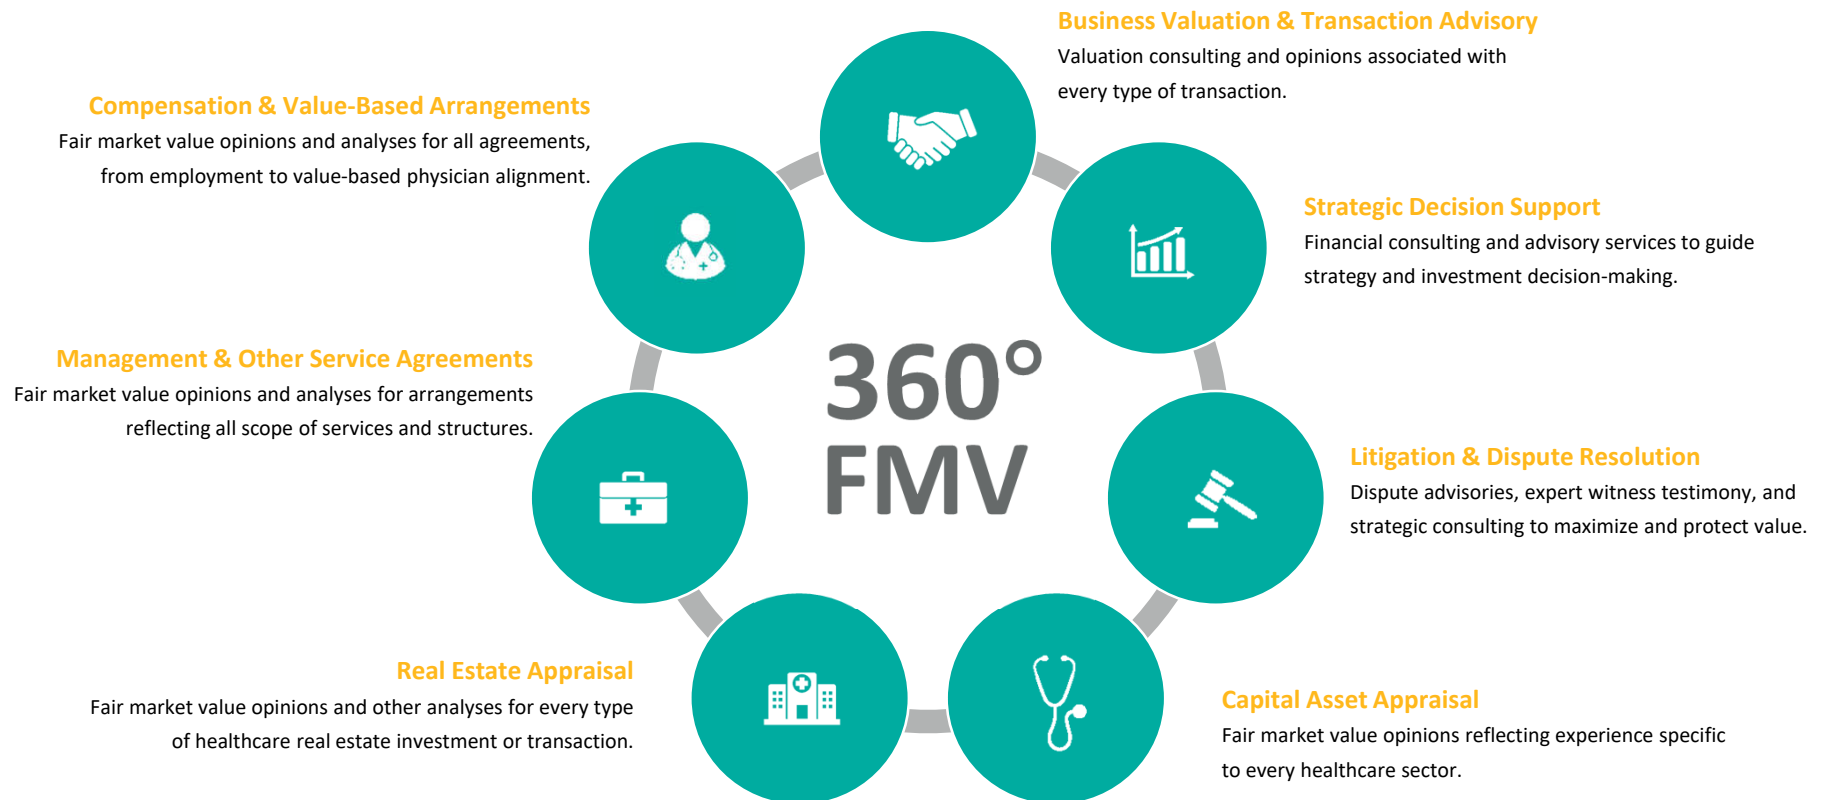 Business Valuation & Transaction Advisory
Valuation consulting and opinions associated with
every type of transaction.
Compensation & Value-Based Arrangements
Fair market value opinions and analyses for all agreements,
from employment to value-based physician alignment.
Strategic Decision Support
Financial consulting and advisory services to guide
strategy and investment decision-making.
360°
FMV
Management & Other Service Agreements
Fair market value opinions and analyses for arrangements
reflecting all scope of services and structures.
Litigation & Dispute Resolution
Dispute advisories, expert witness testimony, and
strategic consulting to maximize and protect value.
Real Estate Appraisal
Fair market value opinions and other analyses for every type
of healthcare real estate investment or transaction.
Capital Asset Appraisal
Fair market value opinions reflecting experience specific
to every healthcare sector.